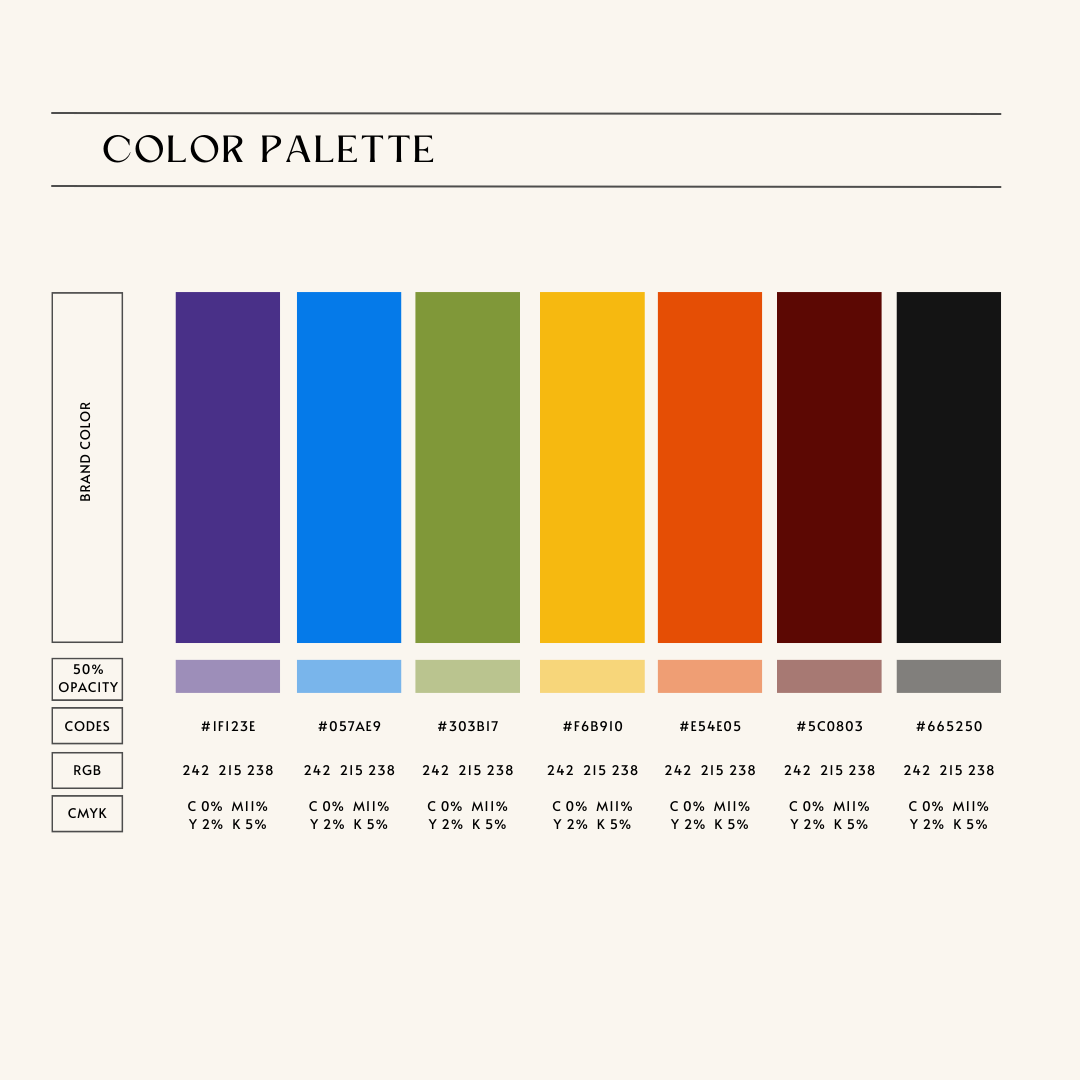 COLOR PALETTE
BRAND COLOR
50%
OPACITY
CODES #1F123E #057AE9 #303B17 #F6B910 #E54E05 #5C0803 #665250
RGB 242 215 238 242 215 238 242 215 238 242 215 238 242 215 238 242 215 238 242 215 238
C 0% M11% C 0% M11% C 0% M11% C 0% M11% C 0% M11% C 0% M11% C 0% M11%
CMYK
Y 2% K 5% Y 2% K 5% Y 2% K 5% Y 2% K 5% Y 2% K 5% Y 2% K 5% Y 2% K 5%